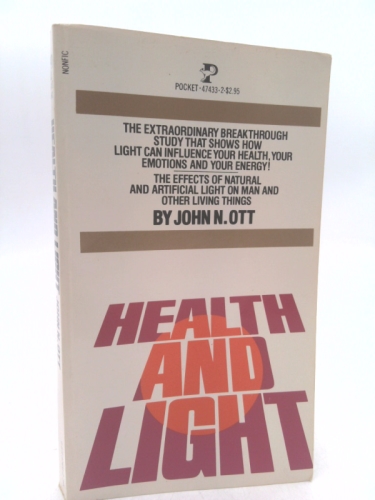 NONFIC
POCKET·47433-2·$2.95
THE EXTRAORDINARY BREAKTHROUGH
STUDY THAT SHOWS HOW
LIGHT CAN INFLUENCE YOUR HEALTH, YOUR
EMOTIONS AND YOUR ENERGY!
THE EFFECTS OF NATURAL
AND ARTIFICIAL LIGHT ON MAN AND
OTHER LIVING THINGS
BY JOHN N. OTT
HEALTH
AND
LIGHT